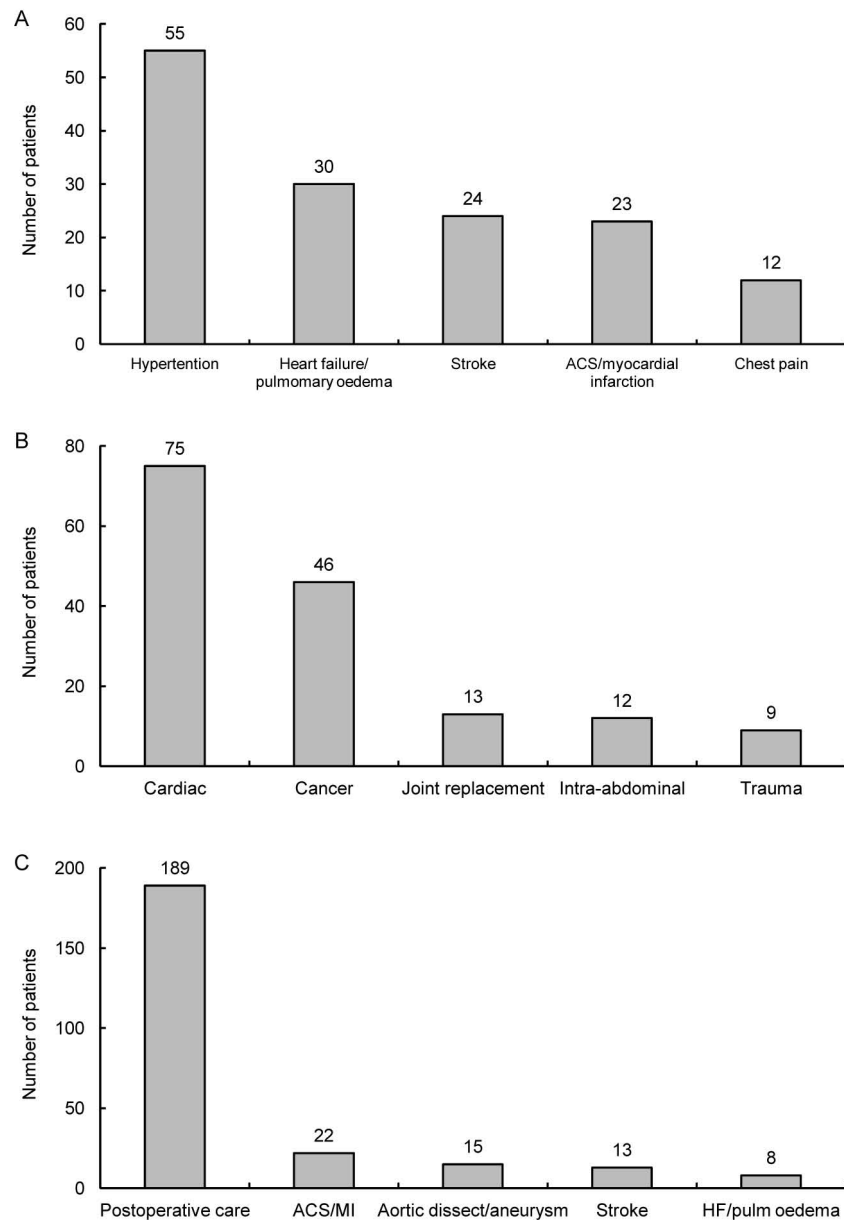 A
Number of patients
60
50
40
30
20
10
0
55
30
24
23
12
Hypertention
Heart failure/
pulmomary oedema
Stroke
ACS/myocardial
infarction
Chest pain
B
Number of patients
80
60
40
20
0
75
46
13
12
9
Cardiac
Cancer
Joint replacement
Intra-abdominal
Trauma
C
Number of patients
200
150
100
50
0
189
22
15
13
8
Postoperative care
ACS/MI
Aortic dissect/aneurysm
Stroke
HF/pulm oedema